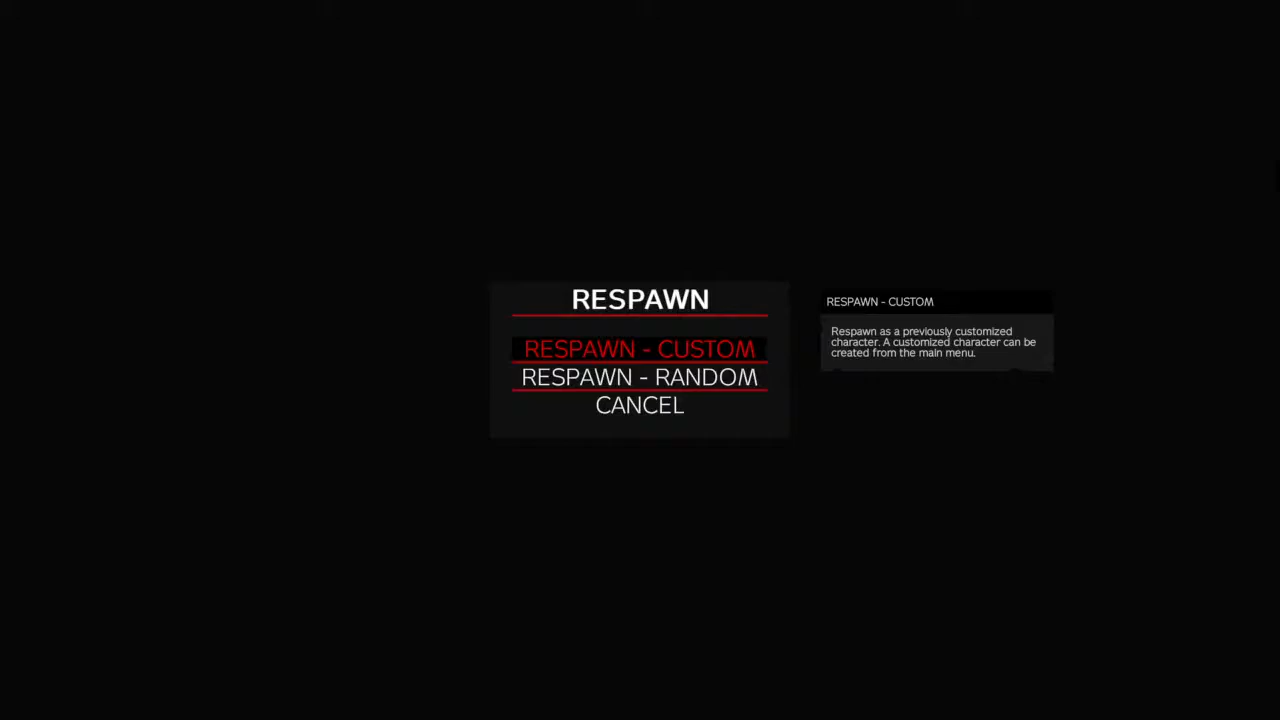 RESPAWN
RESPAWN - CUSTOM
RESPAWN - RANDOM
CANCEL
RESPAWN - CUSTOM
Respawn as a previously customized
character. A customized character can be
created from the main menu.